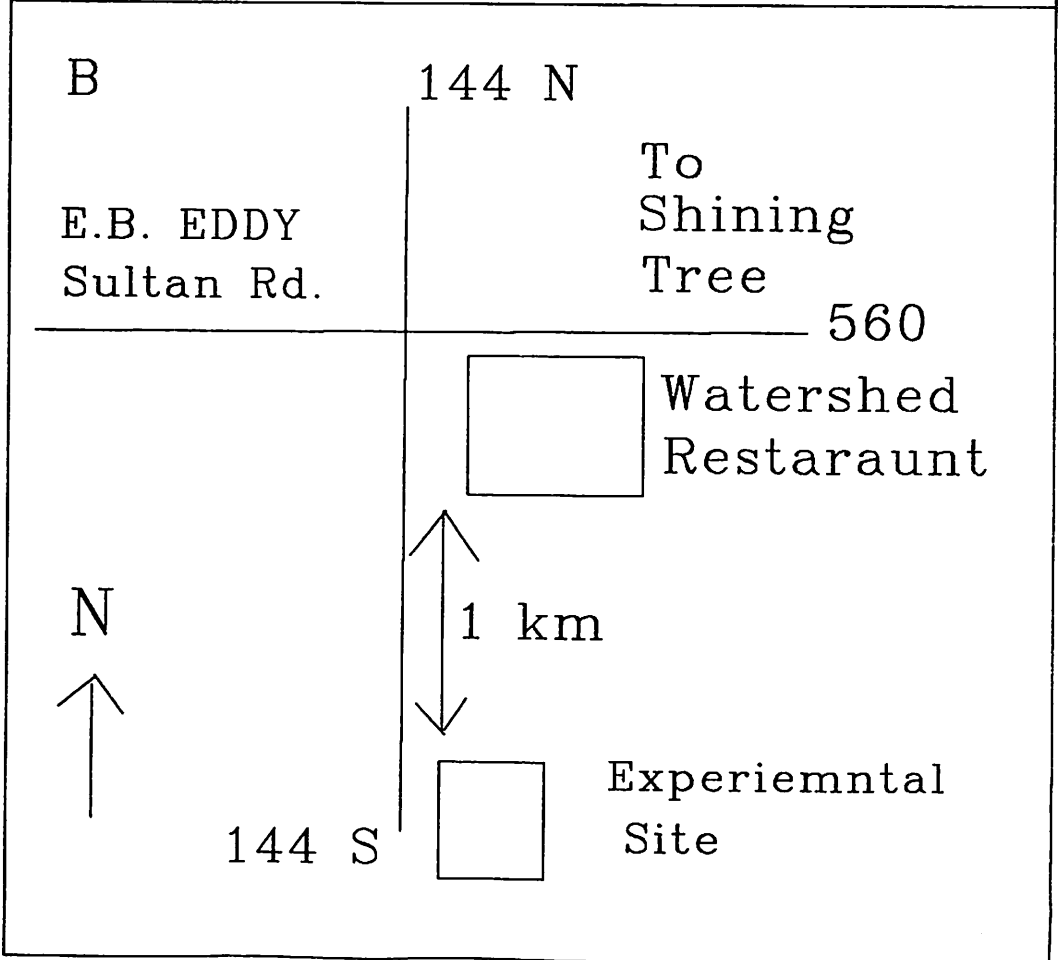 B
144 N
To
Shining
Tree
E.B. EDDY
Sultan Rd.
560
Watershed
Restaraunt
N
1 km
Experiemntal
Site
144 S